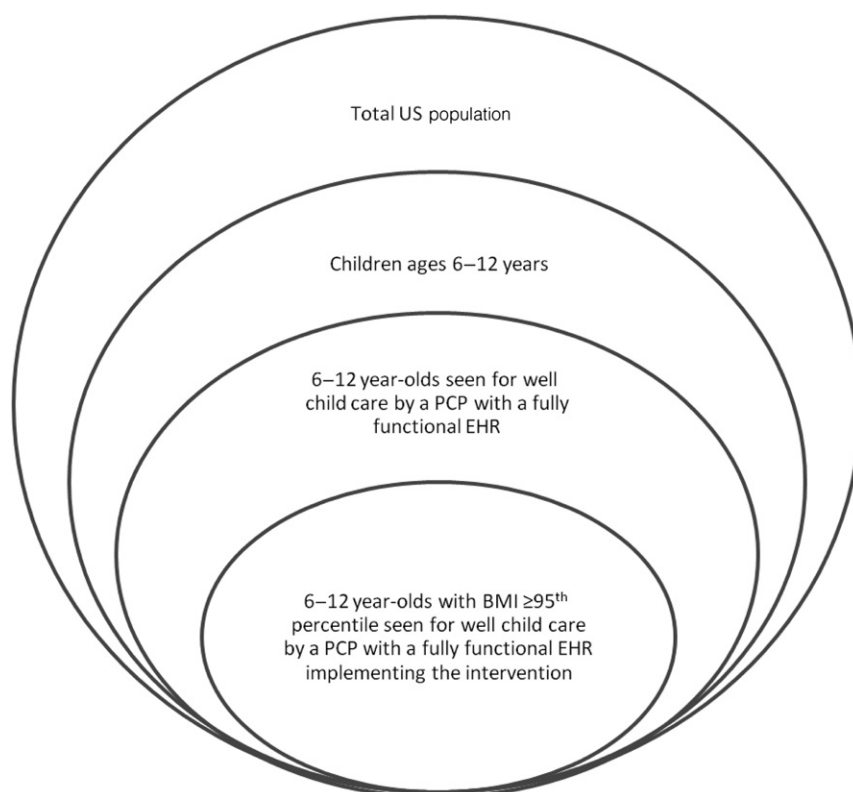 Total US population
Children ages 6–12 years
6–12 year-olds seen for well
child care by a PCP with a fully
functional EHR
6–12 year-olds with BMI ≥95th
percentile seen for well child care
by a PCP with a fully functional EHR
implementing the intervention